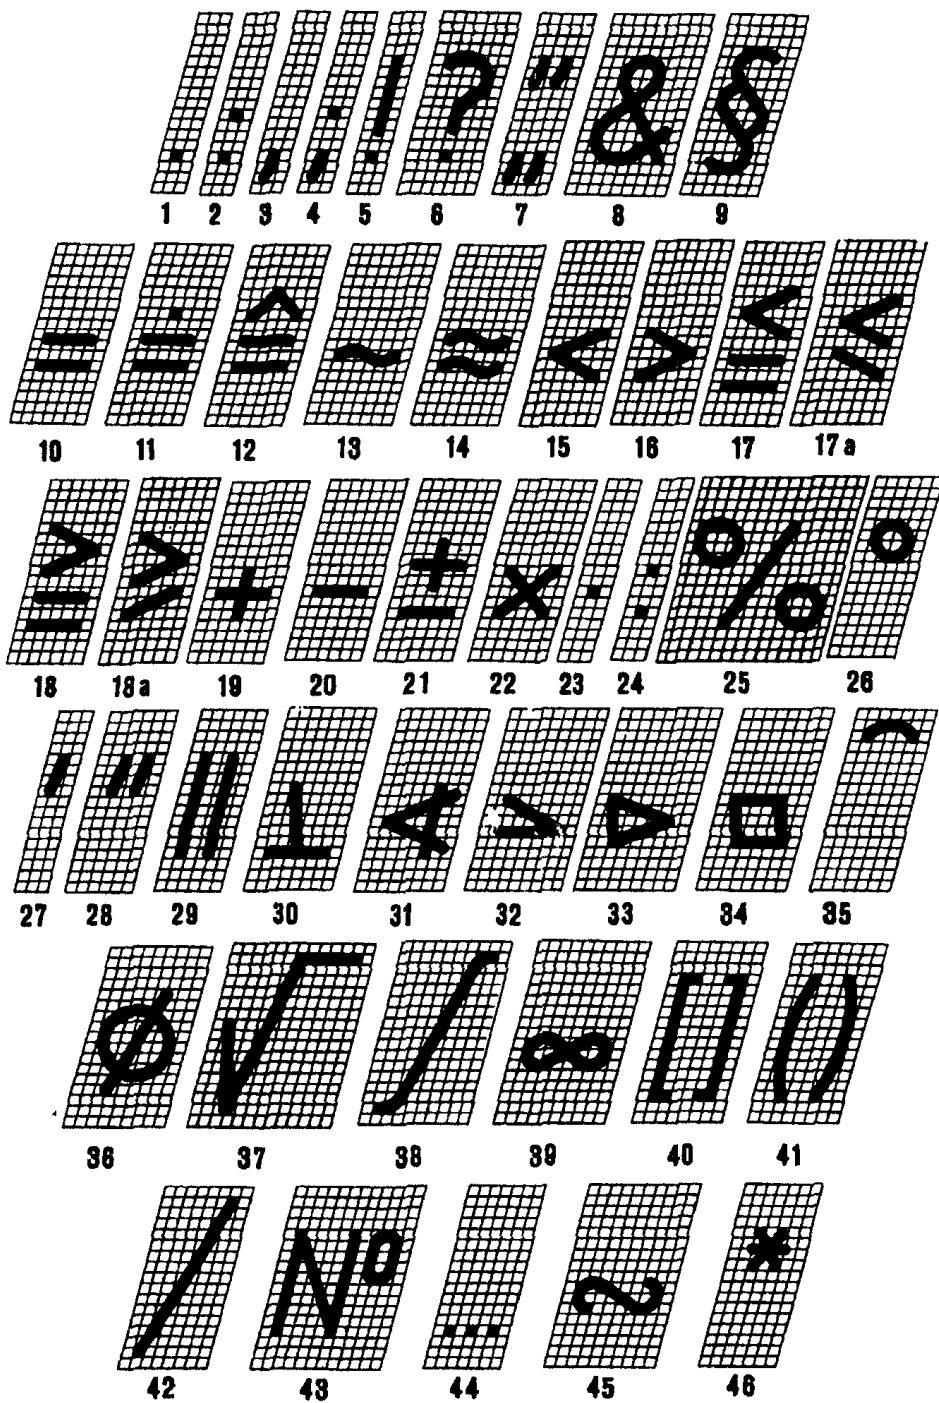 . : , ; ! ? " „ & §
1 2 3 4 5 6 7 8 9
= ≐ ≙ ~ ≈ < > ≦ ⩽
10 11 12 13 14 15 16 17 17a
≧ ⩾ + − ± × · : % °
18 18a 19 20 21 22 23 24 25 26
′ ″ ∥ ⊥ ∢ ⦣ ▷ □ ⌒
27 28 29 30 31 32 33 34 35
∅ √ ∫ ∞ [ ] ( )
36 37 38 39 40 41
/ № ... ∾ *
42 43 44 45 46